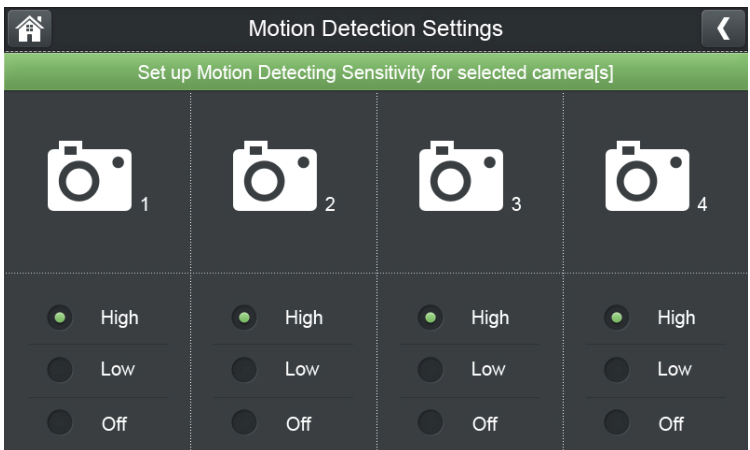 Motion Detection Settings
Set up Motion Detecting Sensitivity for selected camera[s]
1 2 3 4
High High High High
Low Low Low Low
Off Off Off Off